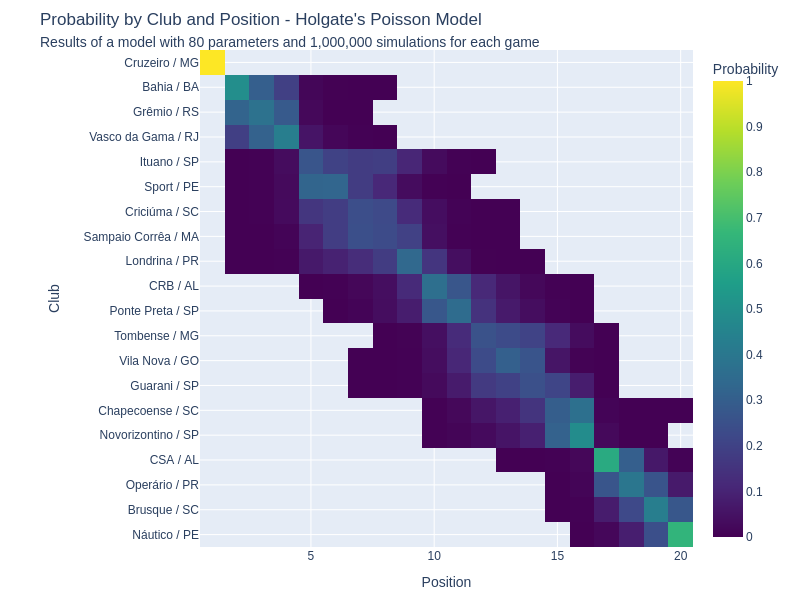 Probability by Club and Position - Holgate's Poisson Model
Results of a model with 80 parameters and 1,000,000 simulations for each game
Probability
Cruzeiro / MG
Bahia / BA
Grêmio / RS
Vasco da Gama / RJ
Ituano / SP
Sport / PE
Criciúma / SC
Sampaio Corrêa / MA
Londrina / PR
CRB / AL
Ponte Preta / SP
Tombense / MG
Vila Nova / GO
Guarani / SP
Chapecoense / SC
Novorizontino / SP
CSA / AL
Operário / PR
Brusque / SC
Náutico / PE
Club
5
10
15
20
Position
1
0.9
0.8
0.7
0.6
0.5
0.4
0.3
0.2
0.1
0